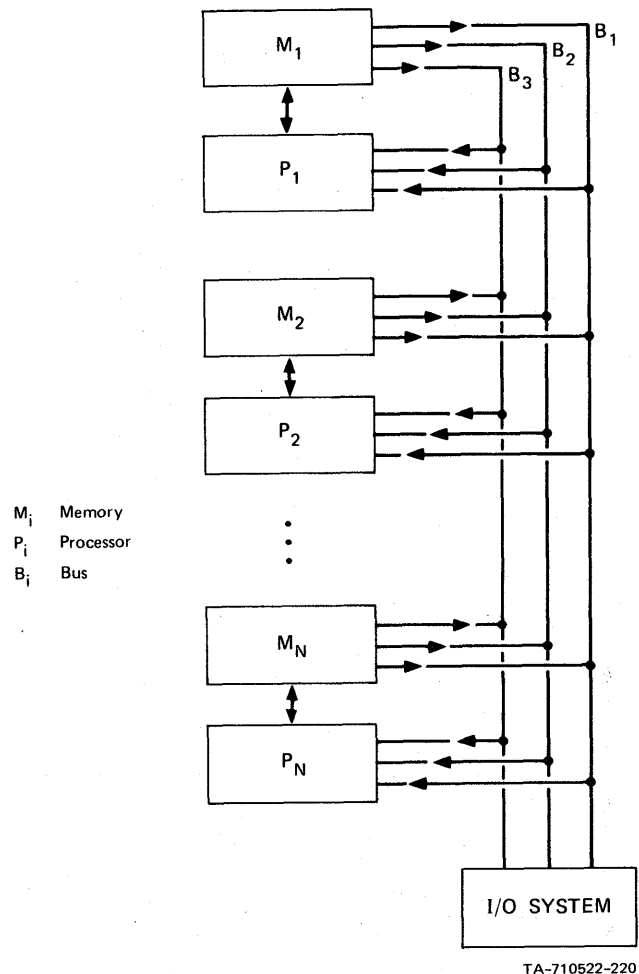 M1
B1
B2
B3
P1
M2
P2
Mi Memory
Pi Processor
Bi Bus
MN
PN
I/O SYSTEM
TA-710522-220